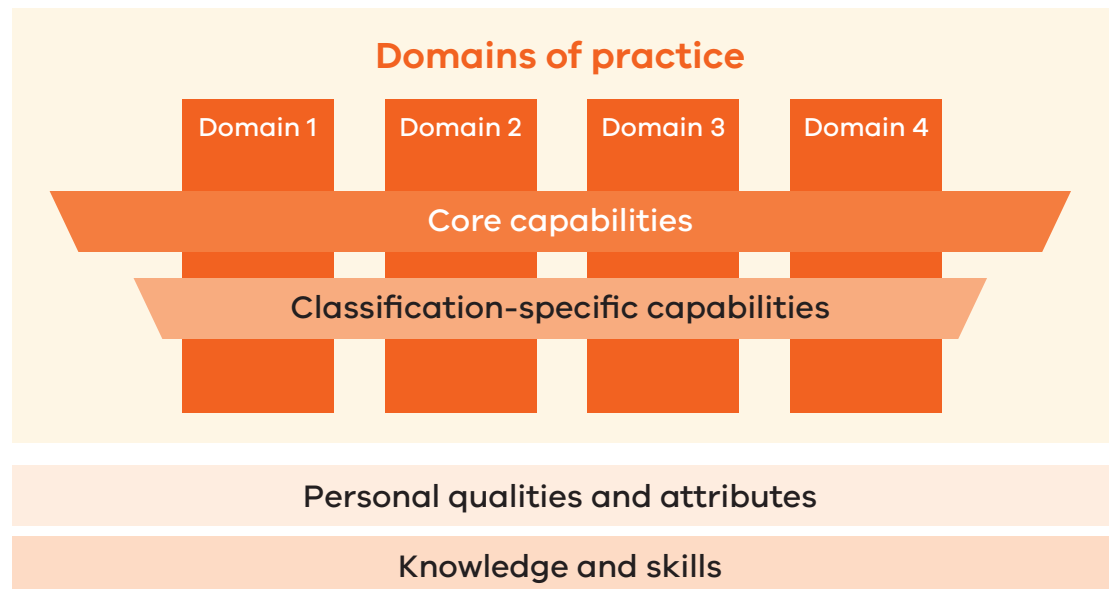 Domains of practice
Domain 1
Domain 2
Domain 3
Domain 4
Core capabilities
Classification-specific capabilities
Personal qualities and attributes
Knowledge and skills